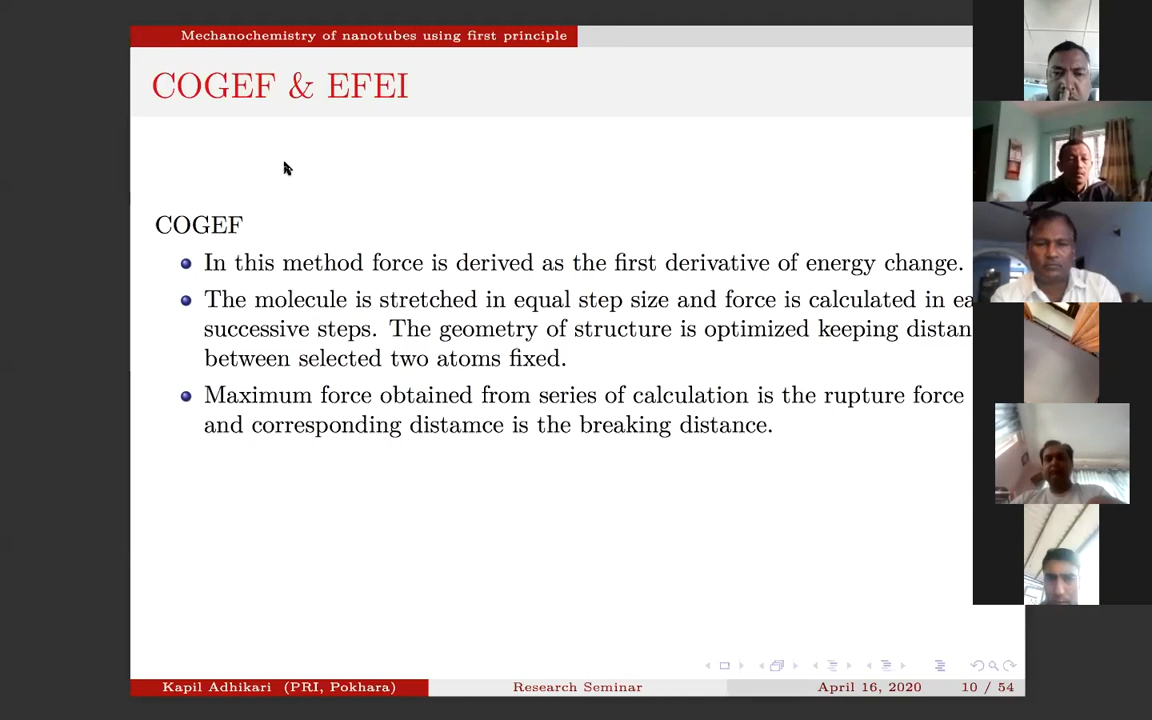 Mechanochemistry of nanotubes using first principle
COGEF & EFEI
COGEF
In this method force is derived as the first derivative of energy change.
The molecule is stretched in equal step size and force is calculated in ea
successive steps. The geometry of structure is optimized keeping distan
between selected two atoms fixed.
Maximum force obtained from series of calculation is the rupture force
and corresponding distamce is the breaking distance.
Kapil Adhikari (PRI, Pokhara) Research Seminar April 16, 2020 10 / 54